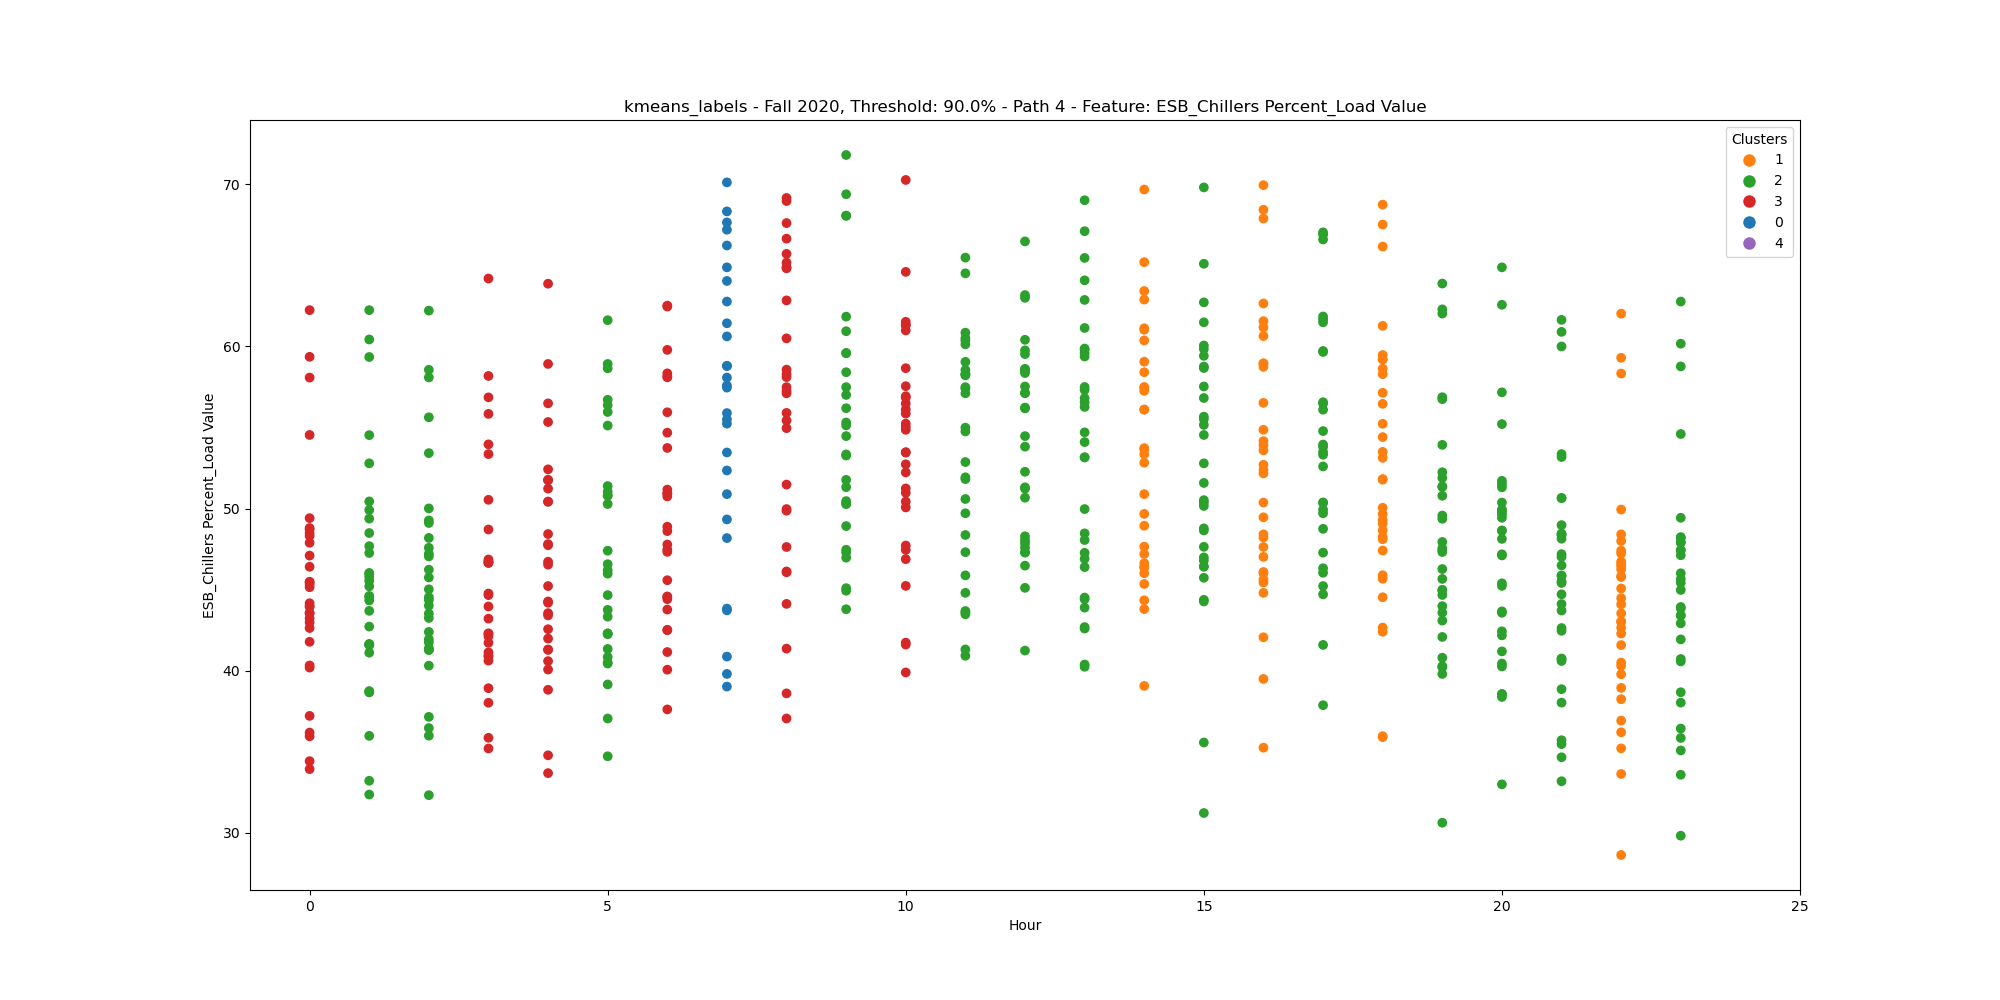 kmeans_labels - Fall 2020, Threshold: 90.0% - Path 4 - Feature: ESB_Chillers Percent_Load Value
Clusters
1
2
3
0
4
ESB_Chillers Percent_Load Value
70
60
50
40
30
0 5 10 15 20 25
Hour